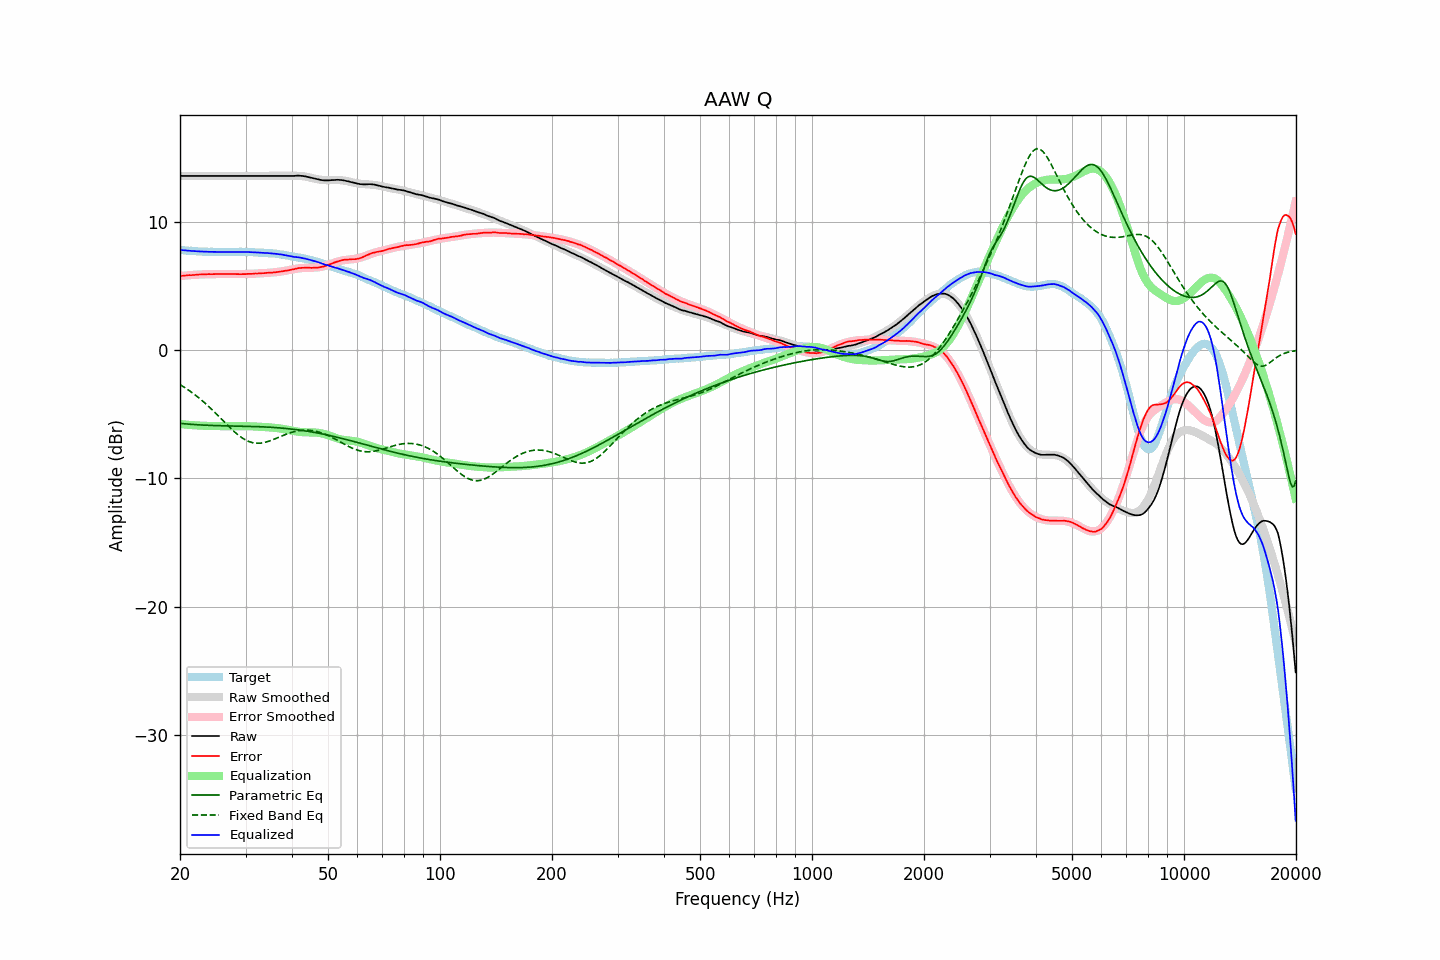 AAW Q
Amplitude (dBr)
10
0
−10
−20
−30
Target
Raw Smoothed
Error Smoothed
Raw
Error
Equalization
Parametric Eq
Fixed Band Eq
Equalized
20 50 100 200 500 1000 2000 5000 10000 20000
Frequency (Hz)